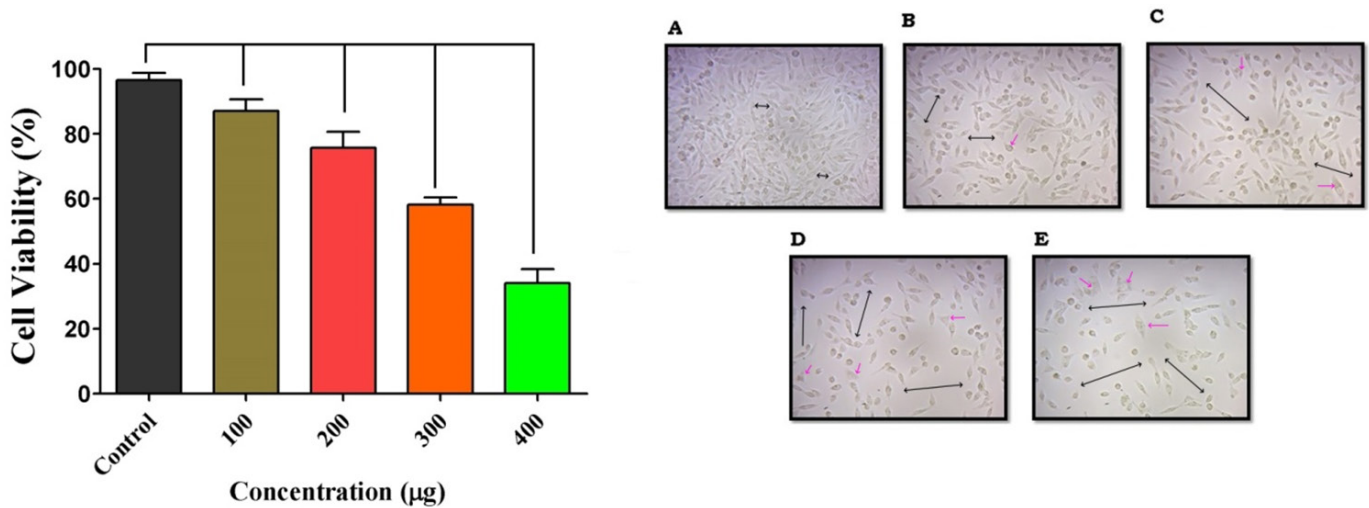 Cell Viability (%)
100
80
60
40
20
0
Control
100
200
300
400
Concentration (μg)
A
B
C
D
E